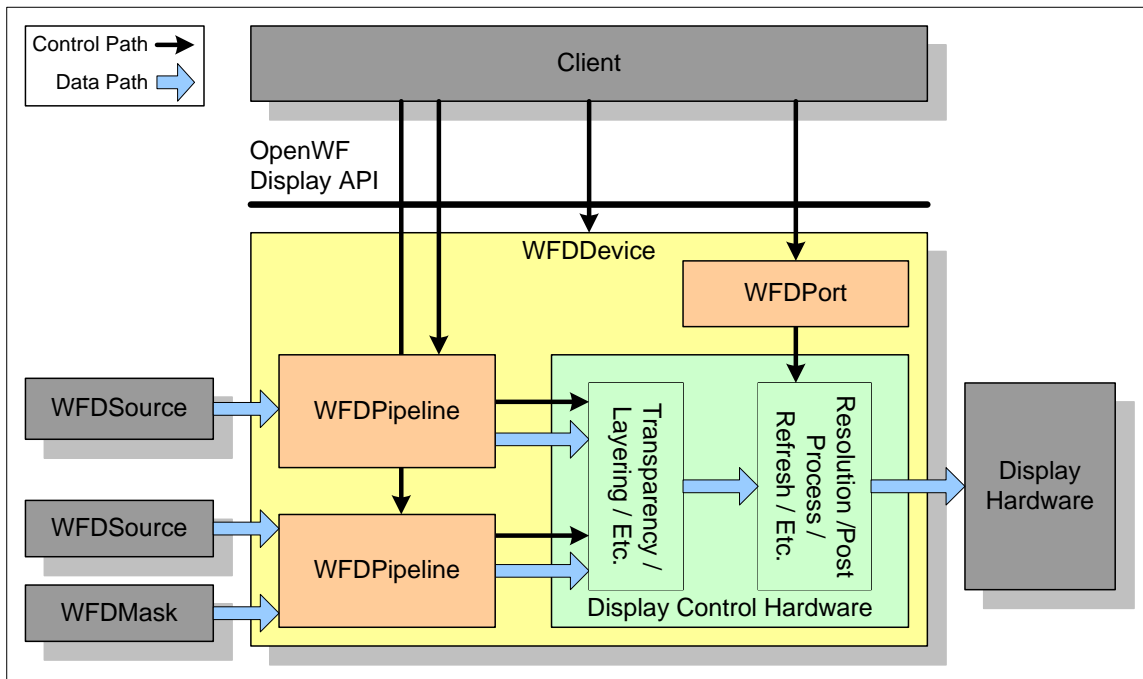 Control Path
Data Path
Client
OpenWF
Display API
WFDDevice
WFDPort
WFDSource
WFDPipeline
Transparency /
Layering / Etc.
Resolution /Post
Process /
Refresh / Etc.
Display
Hardware
WFDSource
WFDPipeline
WFDMask
Display Control Hardware